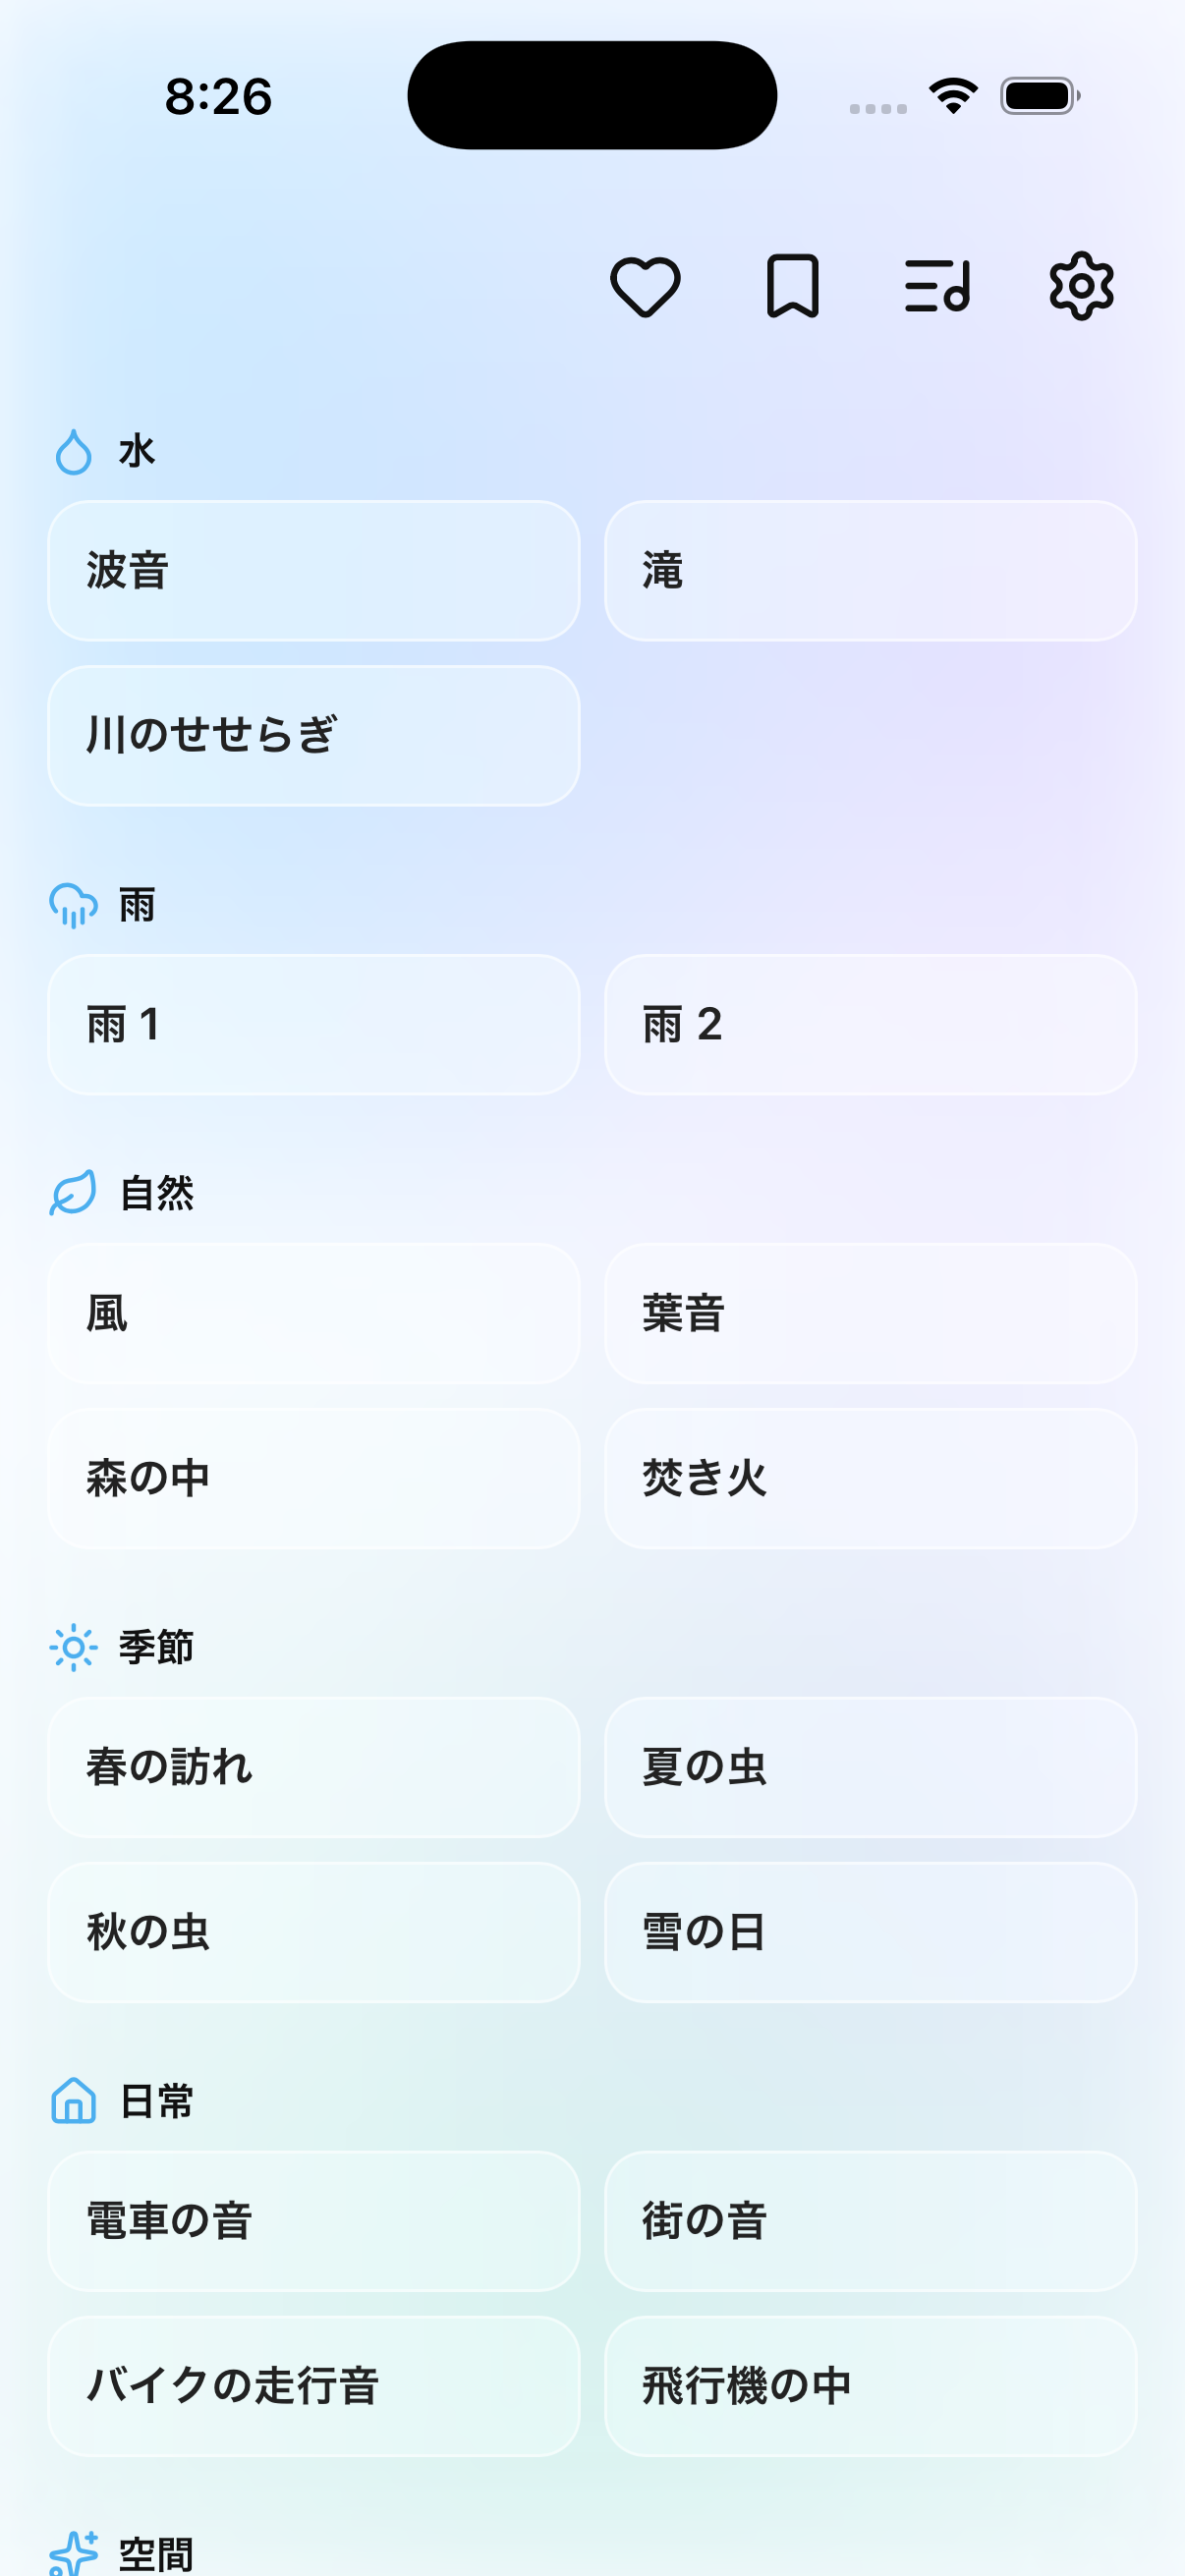 8:26
水
波音
滝
川のせせらぎ
雨
雨 1
雨 2
自然
風
葉音
森の中
焚き火
季節
春の訪れ
夏の虫
秋の虫
雪の日
日常
電車の音
街の音
バイクの走行音
飛行機の中
空間